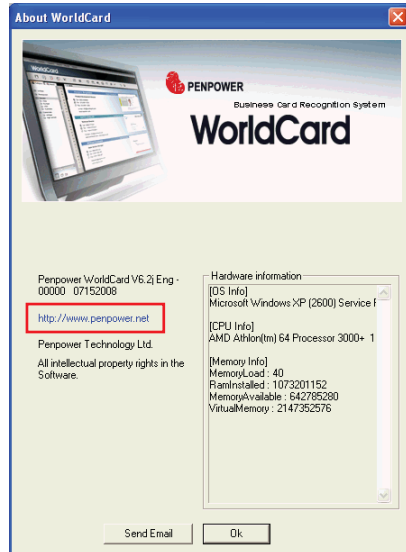 About WorldCard
WorldCard
PENPOWER
Business Card Recognition System
WorldCard
Penpower WorldCard V6.2j Eng -
00000 07152008
http://www.penpower.net
Penpower Technology Ltd.
All intellectual property rights in the
Software.
Hardware information
[OS Info]
Microsoft Windows XP (2600) Service
[CPU Info]
AMD Athlon(tm) 64 Processor 3000+ 1
[Memory Info]
MemoryLoad : 40
RamInstalled : 1073201152
MemoryAvailable : 642785280
VirtualMemory : 2147352576
Send Email
Ok